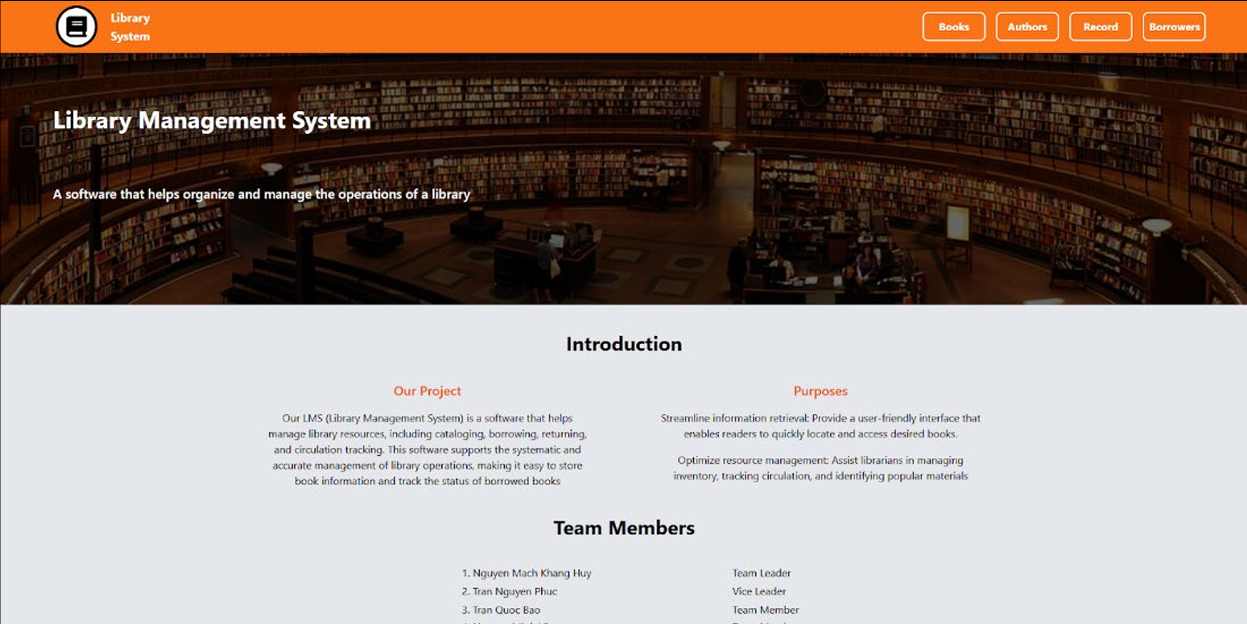 Library
System
Books
Authors
Record
Borrowers
Library Management System
A software that helps organize and manage the operations of a library
Introduction
Our Project
Our LMS (Library Management System) is a software that helps
manage library resources, including cataloging, borrowing, returning,
and circulation tracking. This software supports the systematic and
accurate management of library operations, making it easy to store
book information and track the status of borrowed books
Purposes
Streamline information retrieval: Provide a user-friendly interface that
enables readers to quickly locate and access desired books.
Optimize resource management: Assist librarians in managing
inventory, tracking circulation, and identifying popular materials
Team Members
1. Nguyen Mach Khang Huy
Team Leader
2. Tran Nguyen Phuc
Vice Leader
3. Tran Quoc Bao
Team Member